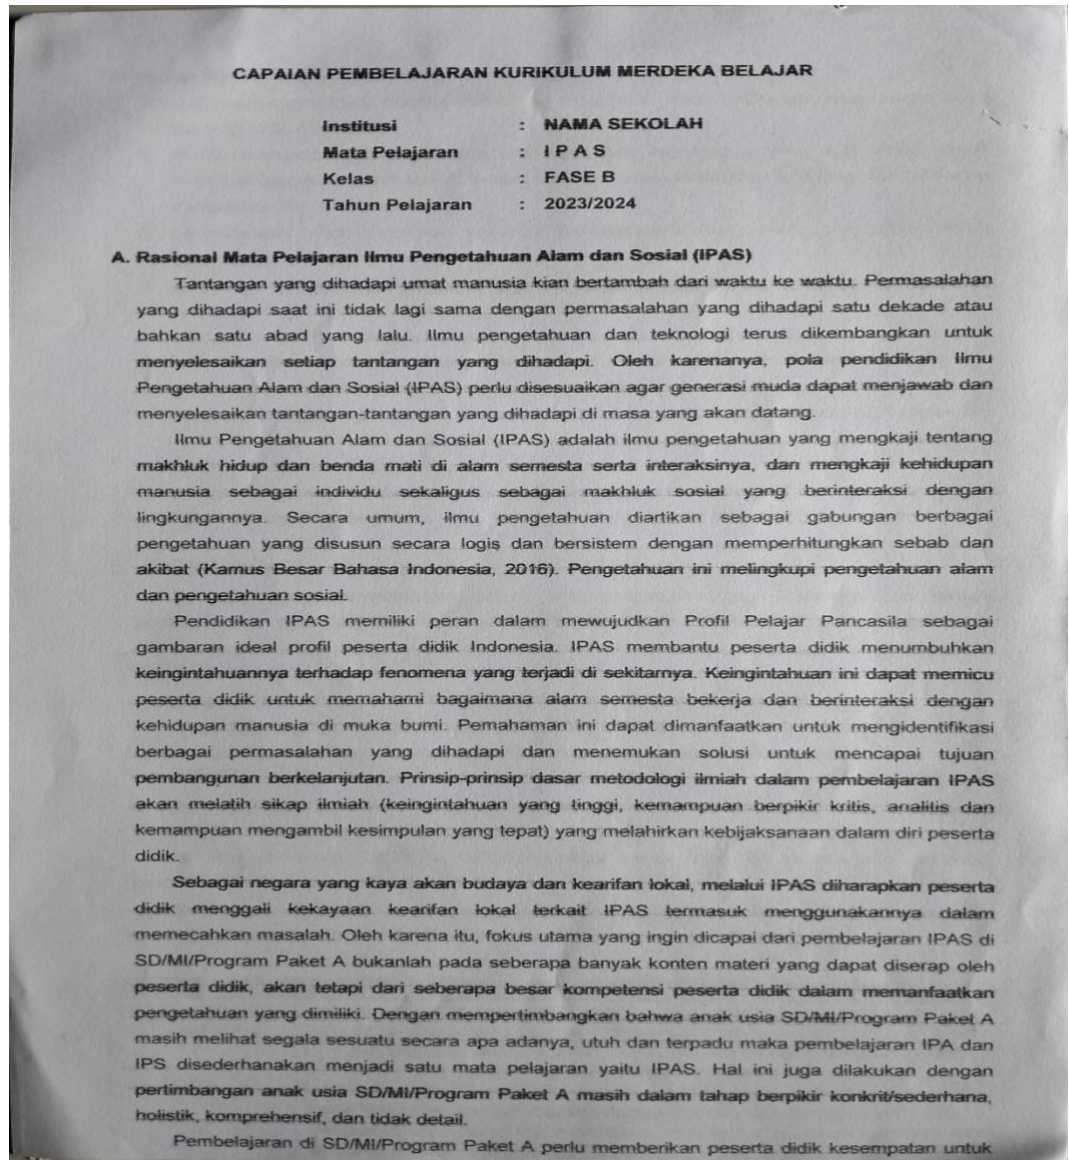 CAPAIAN PEMBELAJARAN KURIKULUM MERDEKA BELAJAR
Institusi : NAMA SEKOLAH
Mata Pelajaran : I P A S
Kelas : FASE B
Tahun Pelajaran : 2023/2024
A. Rasional Mata Pelajaran Ilmu Pengetahuan Alam dan Sosial (IPAS)
Tantangan yang dihadapi umat manusia kian bertambah dari waktu ke waktu. Permasalahan
yang dihadapi saat ini tidak lagi sama dengan permasalahan yang dihadapi satu dekade atau
bahkan satu abad yang lalu. Ilmu pengetahuan dan teknologi terus dikembangkan untuk
menyelesaikan setiap tantangan yang dihadapi. Oleh karenanya, pola pendidikan Ilmu
Pengetahuan Alam dan Sosial (IPAS) perlu disesuaikan agar generasi muda dapat menjawab dan
menyelesaikan tantangan-tantangan yang dihadapi di masa yang akan datang.
Ilmu Pengetahuan Alam dan Sosial (IPAS) adalah ilmu pengetahuan yang mengkaji tentang
makhluk hidup dan benda mati di alam semesta serta interaksinya, dan mengkaji kehidupan
manusia sebagai individu sekaligus sebagai makhluk sosial yang berinteraksi dengan
lingkungannya. Secara umum, ilmu pengetahuan diartikan sebagai gabungan berbagai
pengetahuan yang disusun secara logis dan bersistem dengan memperhitungkan sebab dan
akibat (Kamus Besar Bahasa Indonesia, 2016). Pengetahuan ini melingkupi pengetahuan alam
dan pengetahuan sosial.
Pendidikan IPAS memiliki peran dalam mewujudkan Profil Pelajar Pancasila sebagai
gambaran ideal profil peserta didik Indonesia. IPAS membantu peserta didik menumbuhkan
keingintahuannya terhadap fenomena yang terjadi di sekitarnya. Keingintahuan ini dapat memicu
peserta didik untuk memahami bagaimana alam semesta bekerja dan berinteraksi dengan
kehidupan manusia di muka bumi. Pemahaman ini dapat dimanfaatkan untuk mengidentifikasi
berbagai permasalahan yang dihadapi dan menemukan solusi untuk mencapai tujuan
pembangunan berkelanjutan. Prinsip-prinsip dasar metodologi ilmiah dalam pembelajaran IPAS
akan melatih sikap ilmiah (keingintahuan yang tinggi, kemampuan berpikir kritis, analitis dan
kemampuan mengambil kesimpulan yang tepat) yang melahirkan kebijaksanaan dalam diri peserta
didik.
Sebagai negara yang kaya akan budaya dan kearifan lokal, melalui IPAS diharapkan peserta
didik menggali kekayaan kearifan lokal terkait IPAS termasuk menggunakannya dalam
memecahkan masalah. Oleh karena itu, fokus utama yang ingin dicapai dari pembelajaran IPAS di
SD/MI/Program Paket A bukanlah pada seberapa banyak konten materi yang dapat diserap oleh
peserta didik, akan tetapi dari seberapa besar kompetensi peserta didik dalam memanfaatkan
pengetahuan yang dimiliki. Dengan mempertimbangkan bahwa anak usia SD/MI/Program Paket A
masih melihat segala sesuatu secara apa adanya, utuh dan terpadu maka pembelajaran IPA dan
IPS disederhanakan menjadi satu mata pelajaran yaitu IPAS. Hal ini juga dilakukan dengan
pertimbangan anak usia SD/MI/Program Paket A masih dalam tahap berpikir konkrit/sederhana,
holistik, komprehensif, dan tidak detail.
Pembelajaran di SD/MI/Program Paket A perlu memberikan peserta didik kesempatan untuk